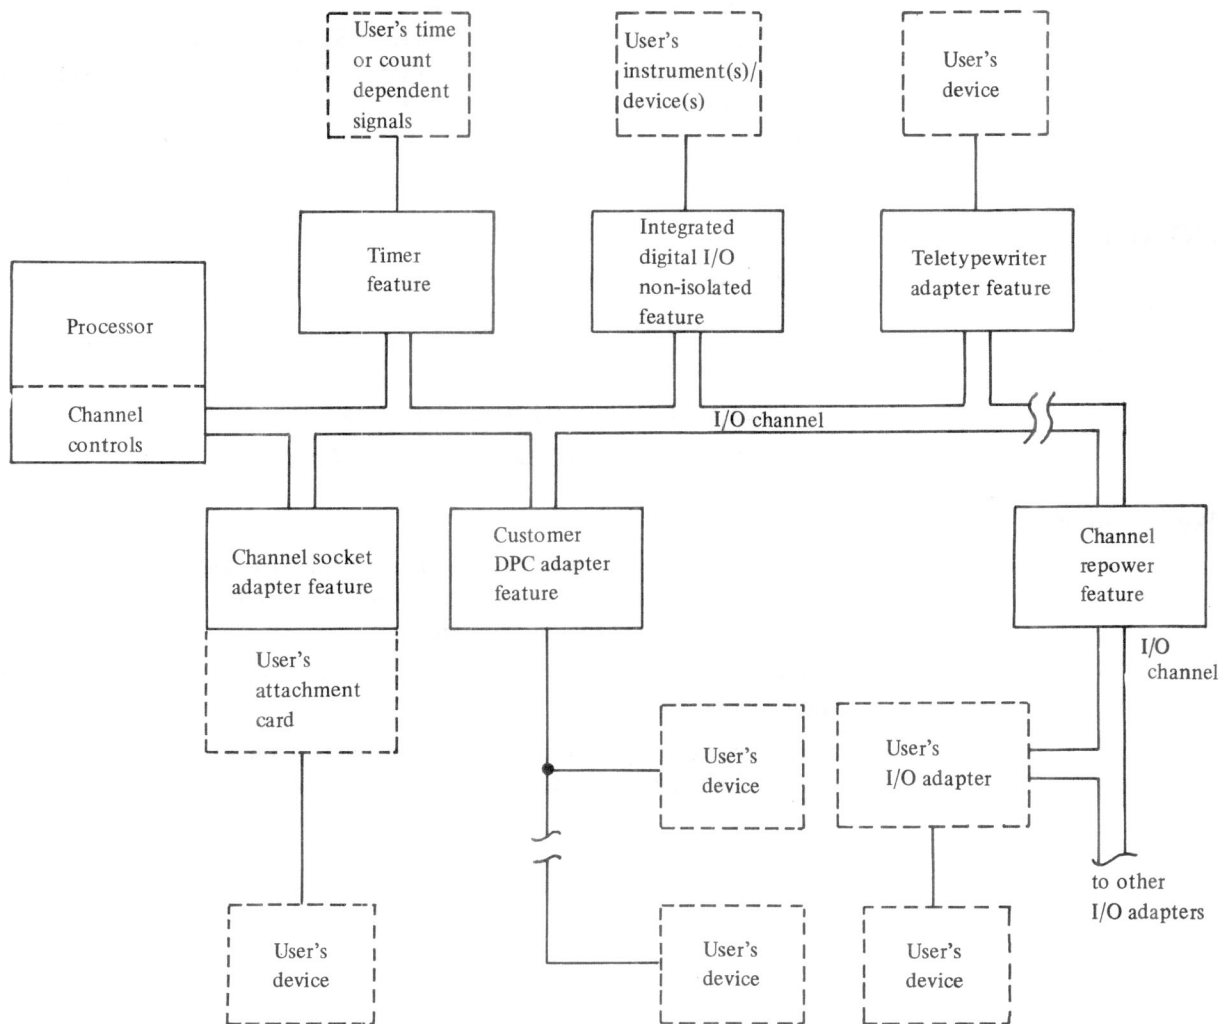 User's time
or count
dependent
signals
User's
instrument(s)/
device(s)
User's
device
Timer
feature
Integrated
digital I/O
non-isolated
feature
Teletypewriter
adapter feature
Processor
Channel
controls
I/O channel
Channel socket
adapter feature
Customer
DPC adapter
feature
Channel
repower
feature
User's
attachment
card
I/O
channel
User's
device
User's
I/O adapter
to other
I/O adapters
User's
device
User's
device
User's
device